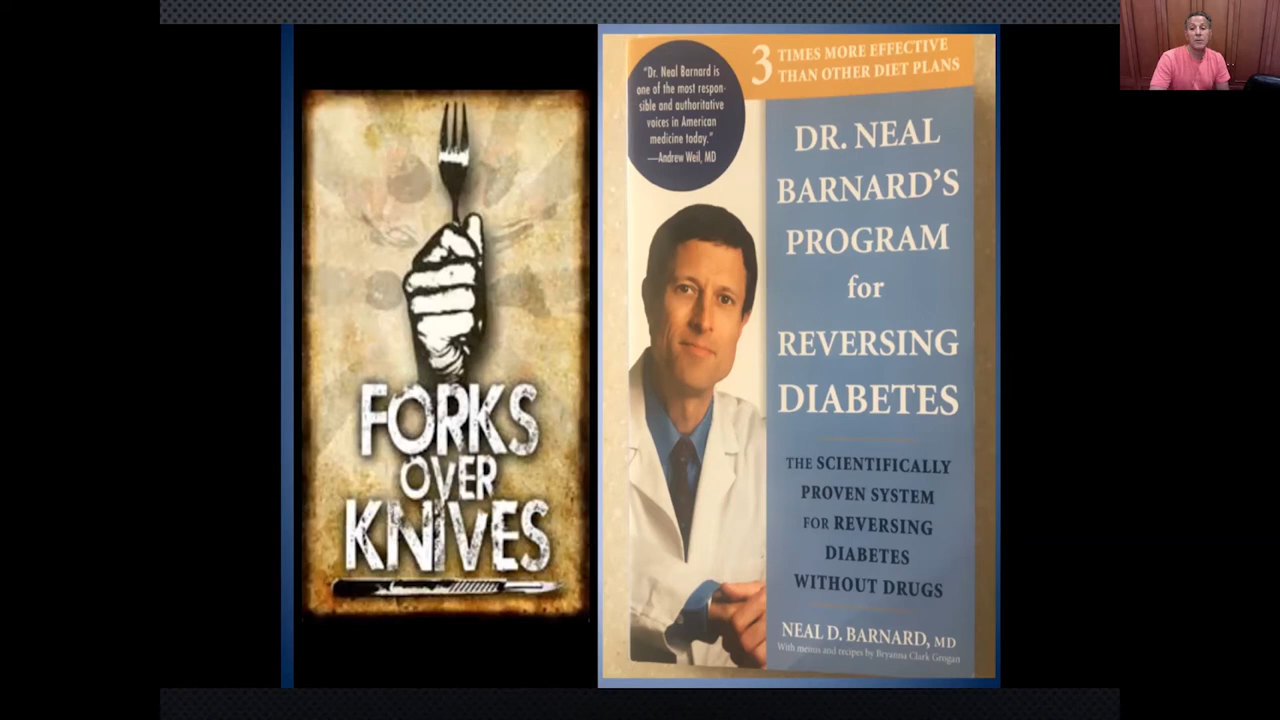 FORKS
OVER
KNIVES
3 TIMES MORE EFFECTIVE
THAN OTHER DIET PLANS
"Dr. Neal Barnard is
one of the most respon-
sible and authoritative
voices in American
medicine today."
—Andrew Weil, MD
DR. NEAL
BARNARD'S
PROGRAM
for
REVERSING
DIABETES
THE SCIENTIFICALLY
PROVEN SYSTEM
FOR REVERSING
DIABETES
WITHOUT DRUGS
NEAL D. BARNARD, MD
With menus and recipes by Bryanna Clark Grogan